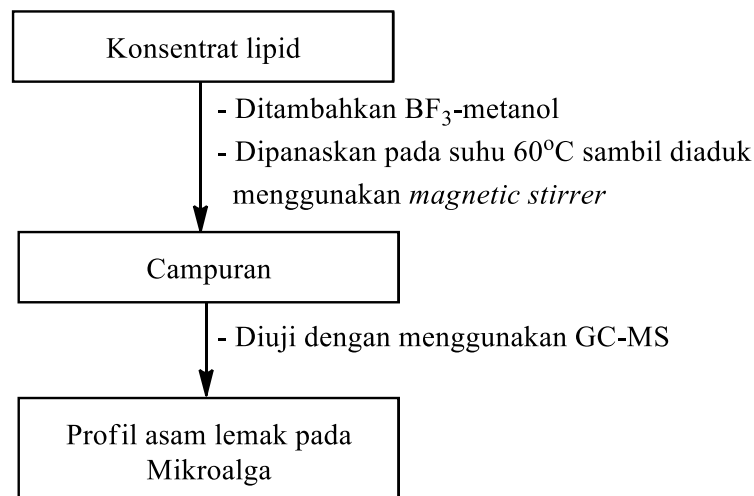 Konsentrat lipid
- Ditambahkan BF₃-metanol
- Dipanaskan pada suhu 60°C sambil diaduk
menggunakan magnetic stirrer
Campuran
- Diuji dengan menggunakan GC-MS
Profil asam lemak pada
Mikroalga